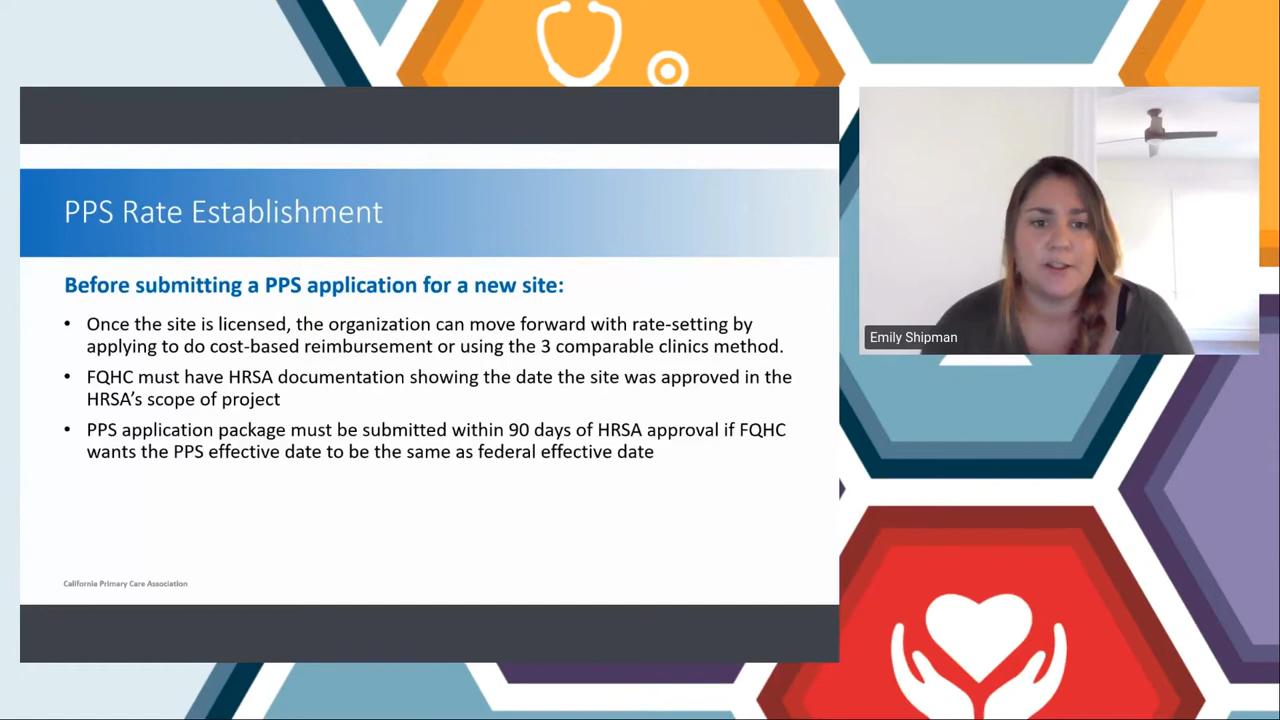 PPS Rate Establishment
Before submitting a PPS application for a new site:
• Once the site is licensed, the organization can move forward with rate-setting by
applying to do cost-based reimbursement or using the 3 comparable clinics method.
• FQHC must have HRSA documentation showing the date the site was approved in the
HRSA’s scope of project
• PPS application package must be submitted within 90 days of HRSA approval if FQHC
wants the PPS effective date to be the same as federal effective date
California Primary Care Association
Emily Shipman